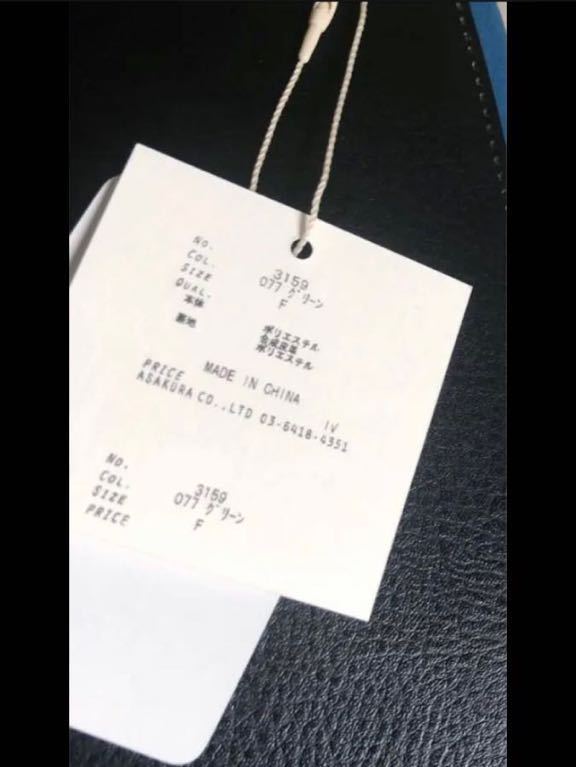 NO. 3159
COL. 077 グリーン
SIZE F
QUAL.
本体 ポリエステル
合成皮革
裏地 ポリエステル
MADE IN CHINA
PRICE IV
ASAKURA CO.,LTD 03-6418-4351
NO. 3159
COL. 077 グリーン
SIZE F
PRICE